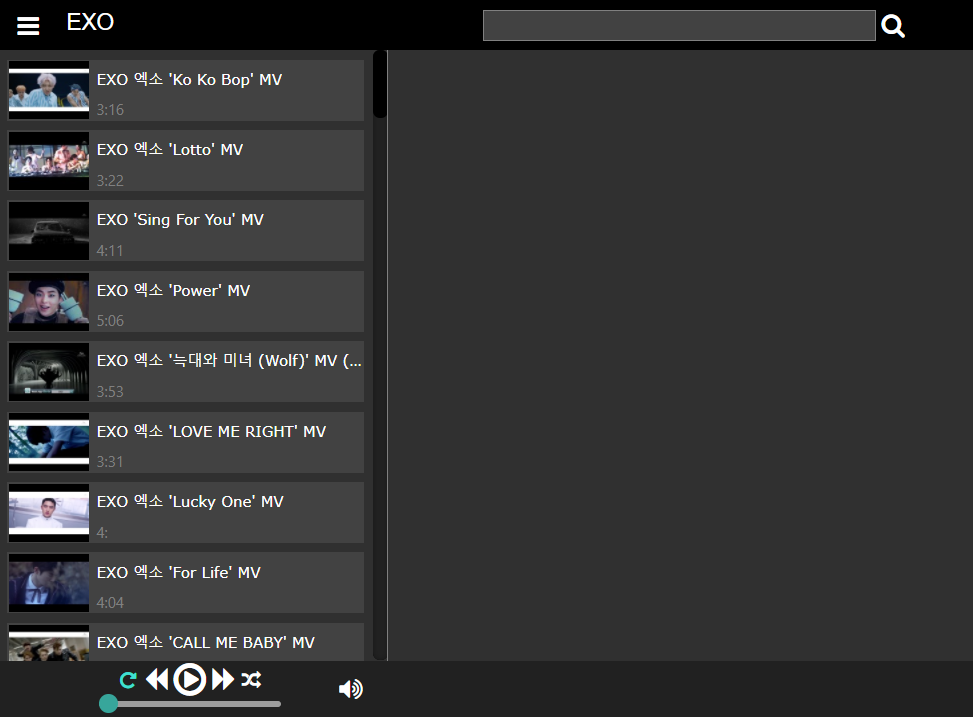 EXO
EXO 엑소 'Ko Ko Bop' MV
3:16
EXO 엑소 'Lotto' MV
3:22
EXO 'Sing For You' MV
4:11
EXO 엑소 'Power' MV
5:06
EXO 엑소 '늑대와 미녀 (Wolf)' MV (...
3:53
EXO 엑소 'LOVE ME RIGHT' MV
3:31
EXO 엑소 'Lucky One' MV
4:
EXO 엑소 'For Life' MV
4:04
EXO 엑소 'CALL ME BABY' MV